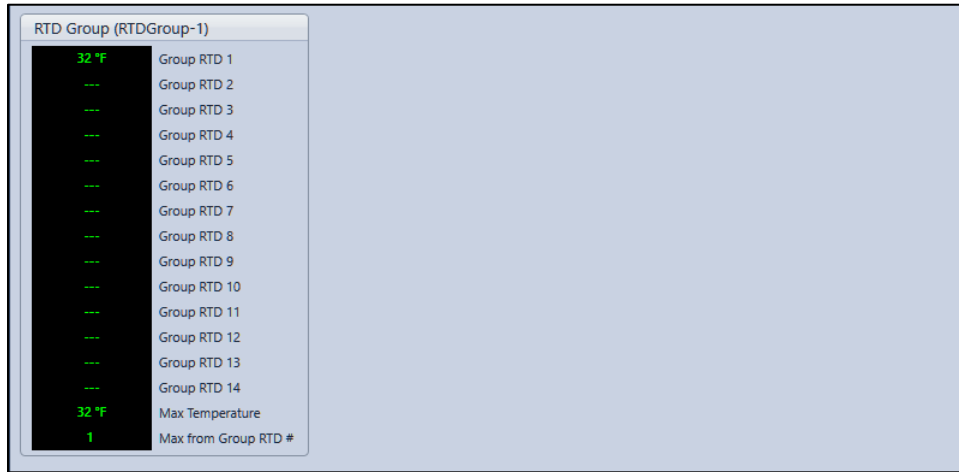 RTD Group (RTDGroup-1)
32 °F Group RTD 1
--- Group RTD 2
--- Group RTD 3
--- Group RTD 4
--- Group RTD 5
--- Group RTD 6
--- Group RTD 7
--- Group RTD 8
--- Group RTD 9
--- Group RTD 10
--- Group RTD 11
--- Group RTD 12
--- Group RTD 13
--- Group RTD 14
32 °F Max Temperature
1 Max from Group RTD #